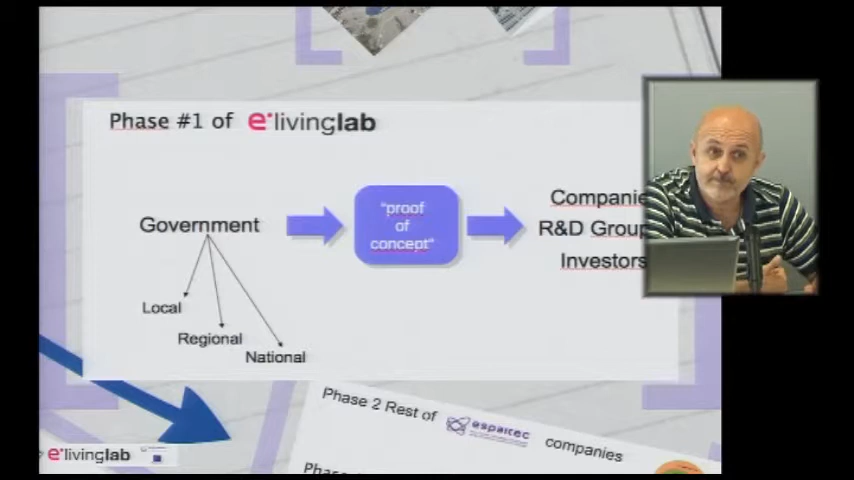 Phase #1 of e·livinglab
"proof
of
concept"
Government
Companie
R&D Group
Investors
Local
Regional
National
Phase 2 Rest of espaitec companies
Phas
e·livinglab